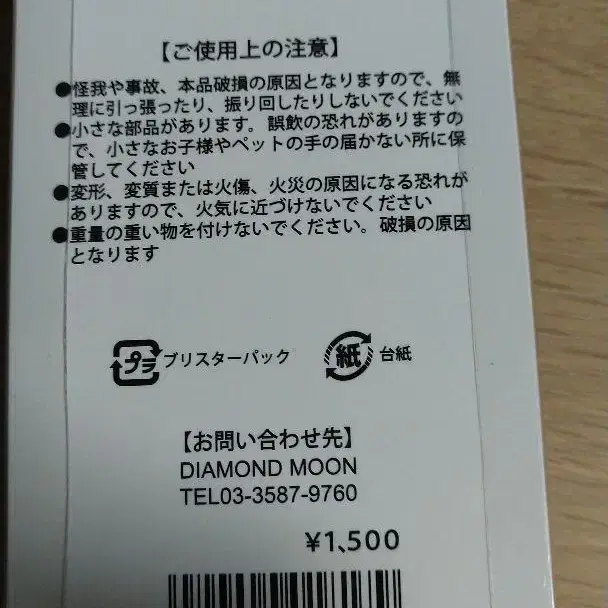 【ご使用上の注意】
●怪我や事故、本品破損の原因となりますので、無
理に引っ張ったり、振り回したりしないでください
●小さな部品があります。誤飲の恐れがありますの
で、小さなお子様やペットの手の届かない所に保
管してください
●変形、変質または火傷、火災の原因になる恐れが
ありますので、火気に近づけないでください
●重量の重い物を付けないでください。破損の原因
となります
プラ ブリスターパック
紙 台紙
【お問い合わせ先】
DIAMOND MOON
TEL03-3587-9760
¥1,500